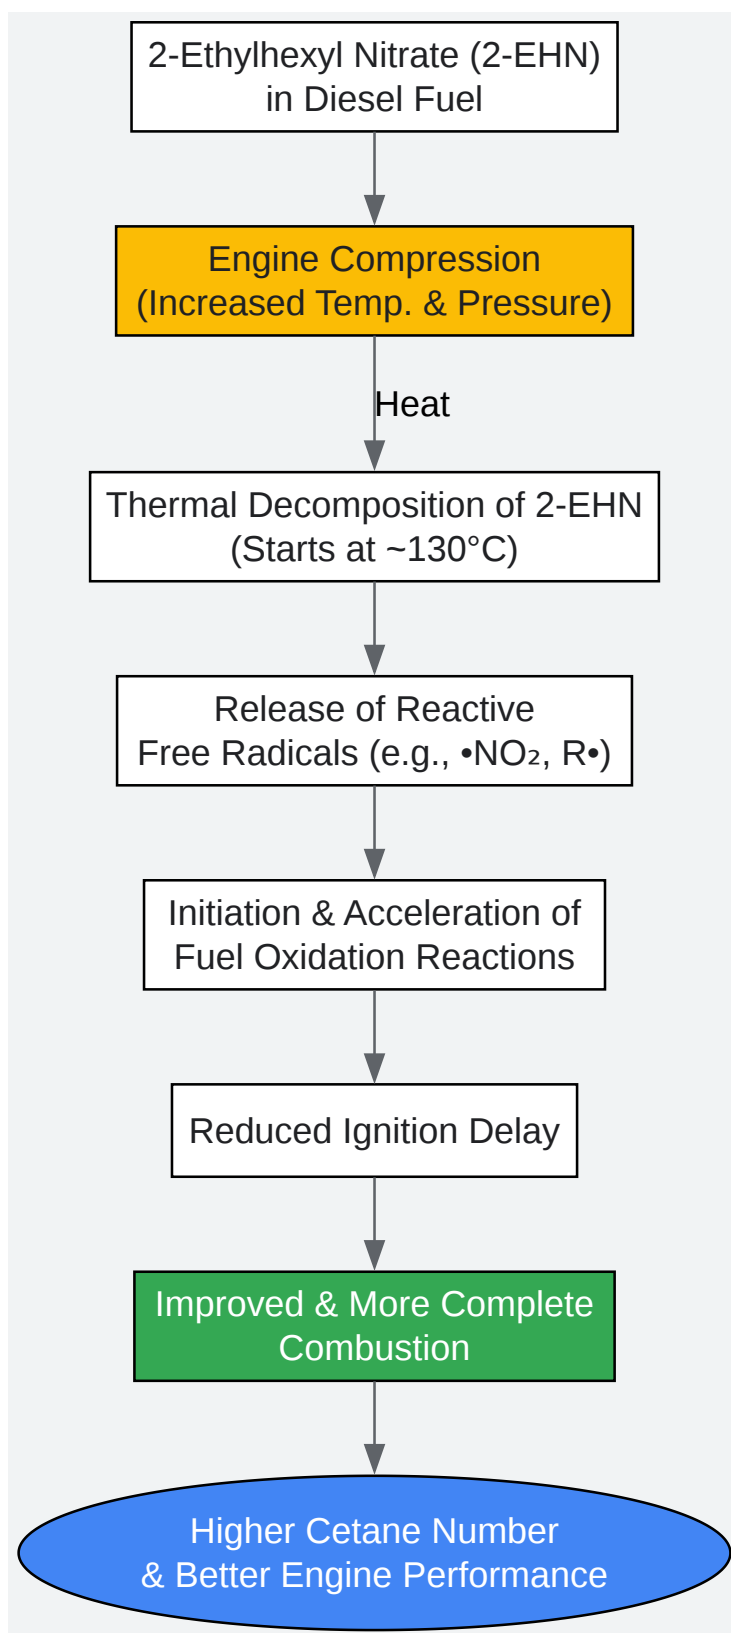 2-Ethylhexyl Nitrate (2-EHN)
in Diesel Fuel
Engine Compression
(Increased Temp. & Pressure)
Heat
Thermal Decomposition of 2-EHN
(Starts at ~130°C)
Release of Reactive
Free Radicals (e.g., •NO₂, R•)
Initiation & Acceleration of
Fuel Oxidation Reactions
Reduced Ignition Delay
Improved & More Complete
Combustion
Higher Cetane Number
& Better Engine Performance